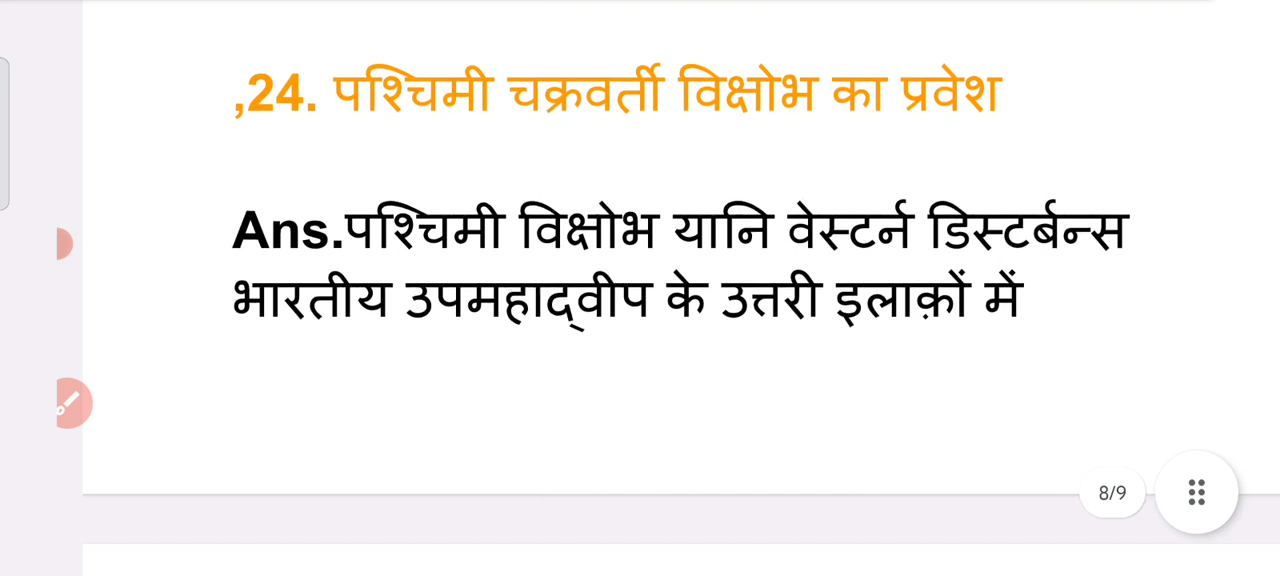 ,24. पश्चिमी चक्रवर्ती विक्षोभ का प्रवेश
Ans.पश्चिमी विक्षोभ यानि वेस्टर्न डिस्टर्बन्स
भारतीय उपमहाद्वीप के उत्तरी इलाक़ों में
8/9